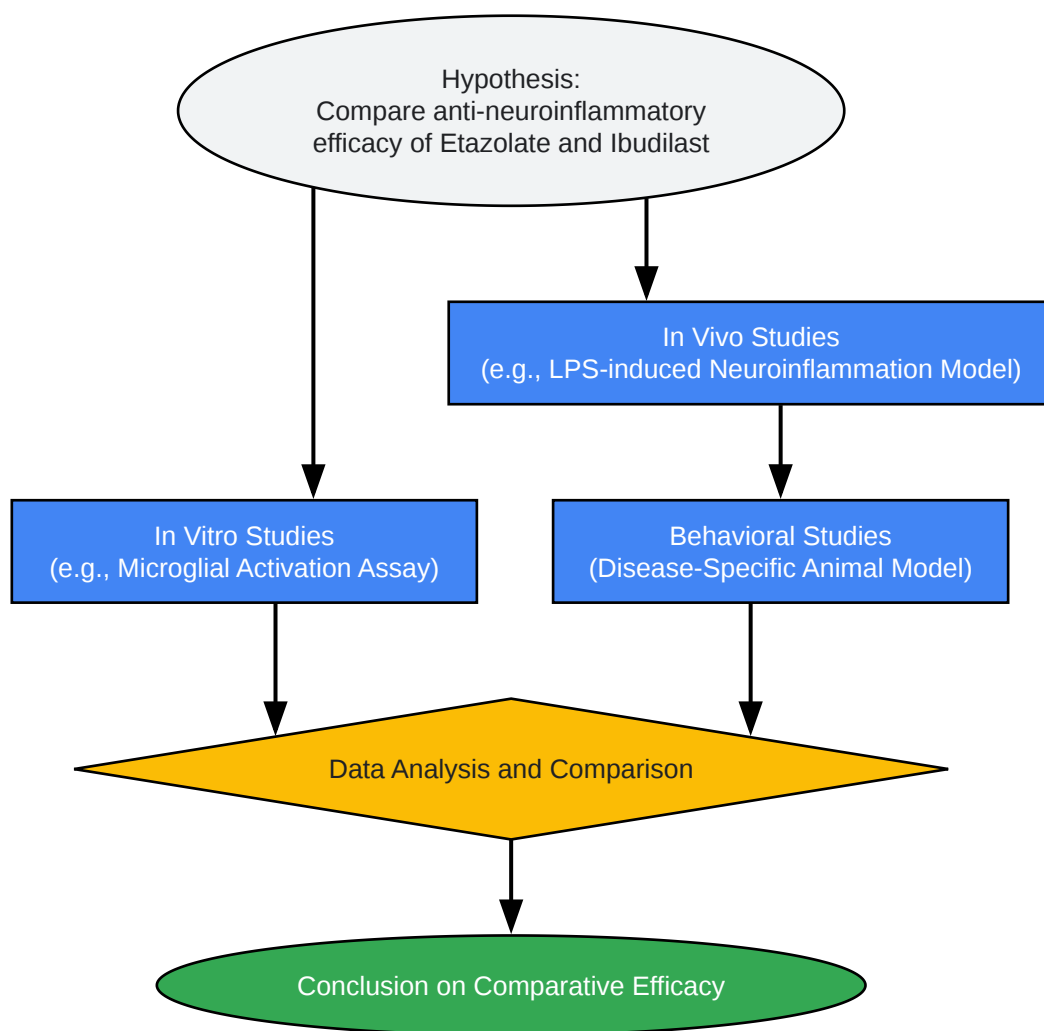 Hypothesis:
Compare anti-neuroinflammatory
efficacy of Etazolate and Ibudilast
In Vivo Studies
(e.g., LPS-induced Neuroinflammation Model)
In Vitro Studies
(e.g., Microglial Activation Assay)
Behavioral Studies
(Disease-Specific Animal Model)
Data Analysis and Comparison
Conclusion on Comparative Efficacy